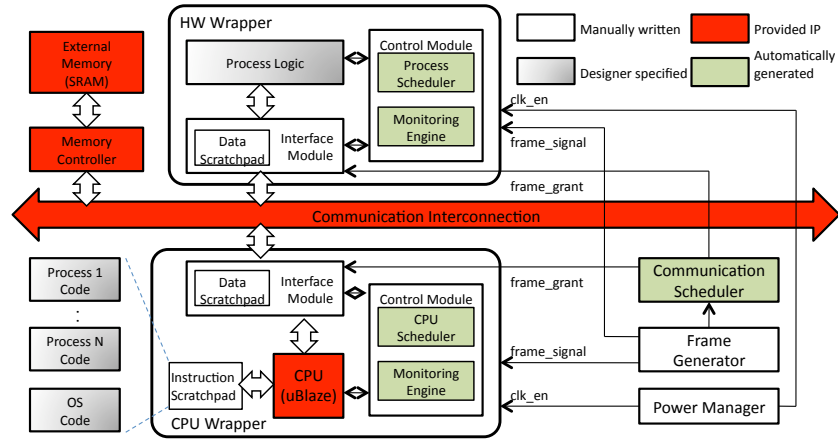 HW Wrapper
External
Memory
(SRAM)
Memory
Controller
Process Logic
Control Module
Process
Scheduler
Monitoring
Engine
Data
Scratchpad
Interface
Module
Manually written
Provided IP
Designer specified
Automatically
generated
clk_en
frame_signal
frame_grant
Communication Interconnection
Process 1
Code
:
Process N
Code
OS
Code
Data
Scratchpad
Interface
Module
Control Module
CPU
Scheduler
Monitoring
Engine
Instruction
Scratchpad
CPU
(uBlaze)
CPU Wrapper
frame_grant
frame_signal
clk_en
Communication
Scheduler
Frame
Generator
Power Manager